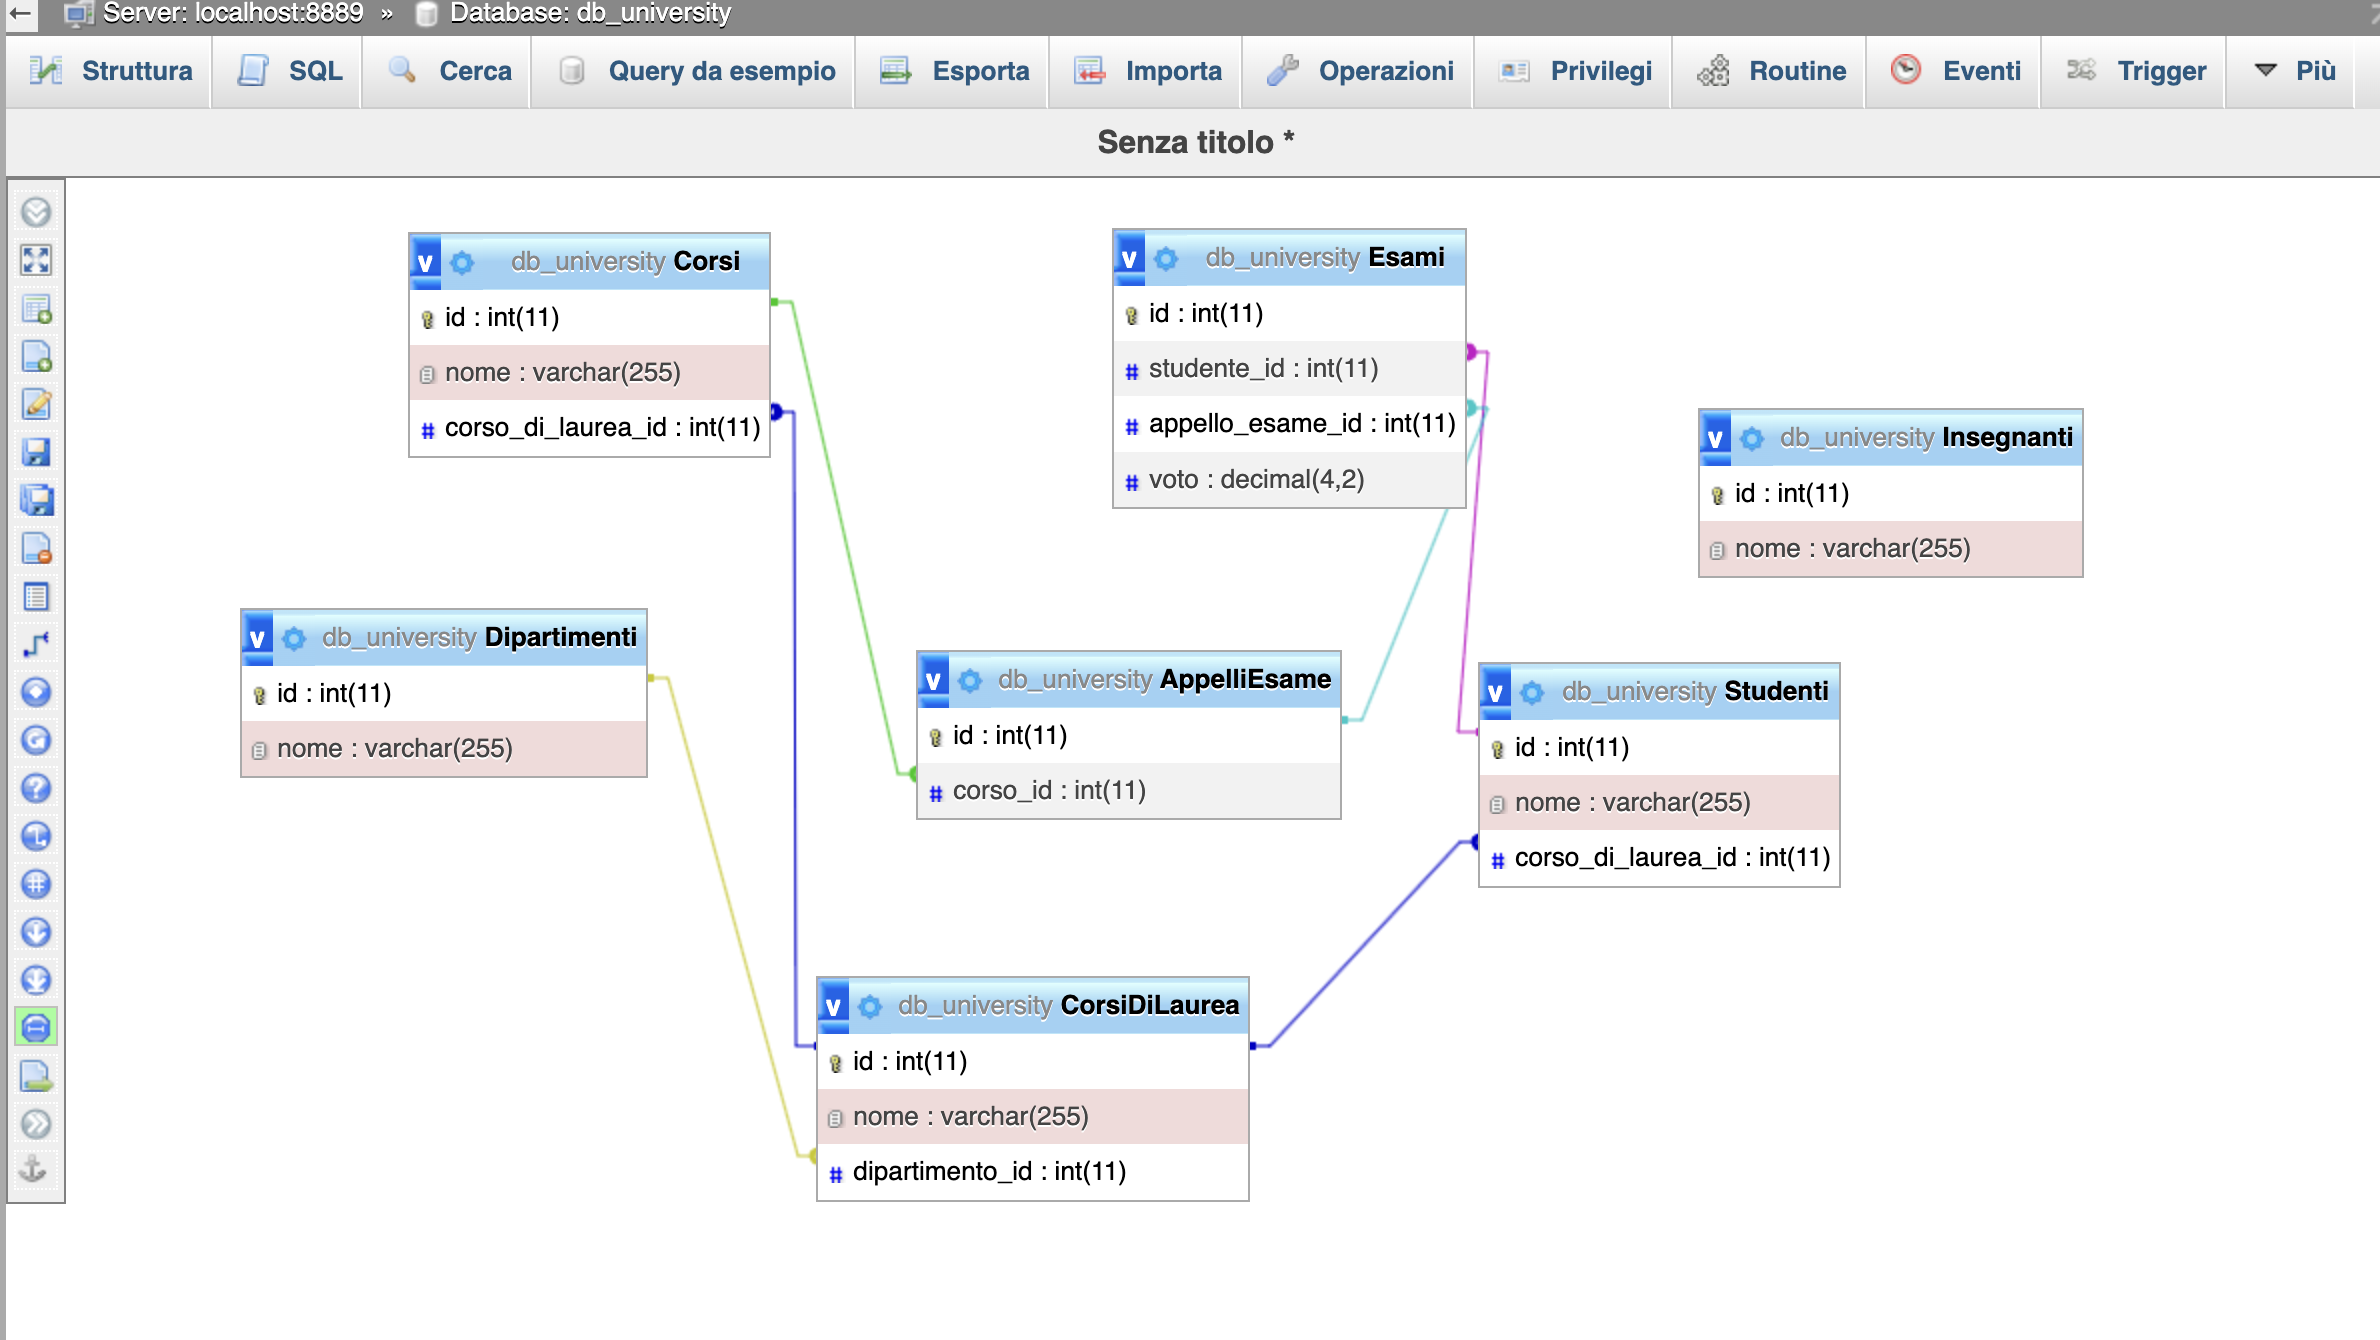 Server: localhost:8889 » Database: db_university
Struttura SQL Cerca Query da esempio Esporta Importa Operazioni Privilegi Routine Eventi Trigger Più
Senza titolo *
v db_university Corsi
id : int(11)
nome : varchar(255)
# corso_di_laurea_id : int(11)
v db_university Esami
id : int(11)
# studente_id : int(11)
# appello_esame_id : int(11)
# voto : decimal(4,2)
v db_university Insegnanti
id : int(11)
nome : varchar(255)
v db_university Dipartimenti
id : int(11)
nome : varchar(255)
v db_university AppelliEsame
id : int(11)
# corso_id : int(11)
v db_university Studenti
id : int(11)
nome : varchar(255)
# corso_di_laurea_id : int(11)
v db_university CorsiDiLaurea
id : int(11)
nome : varchar(255)
# dipartimento_id : int(11)